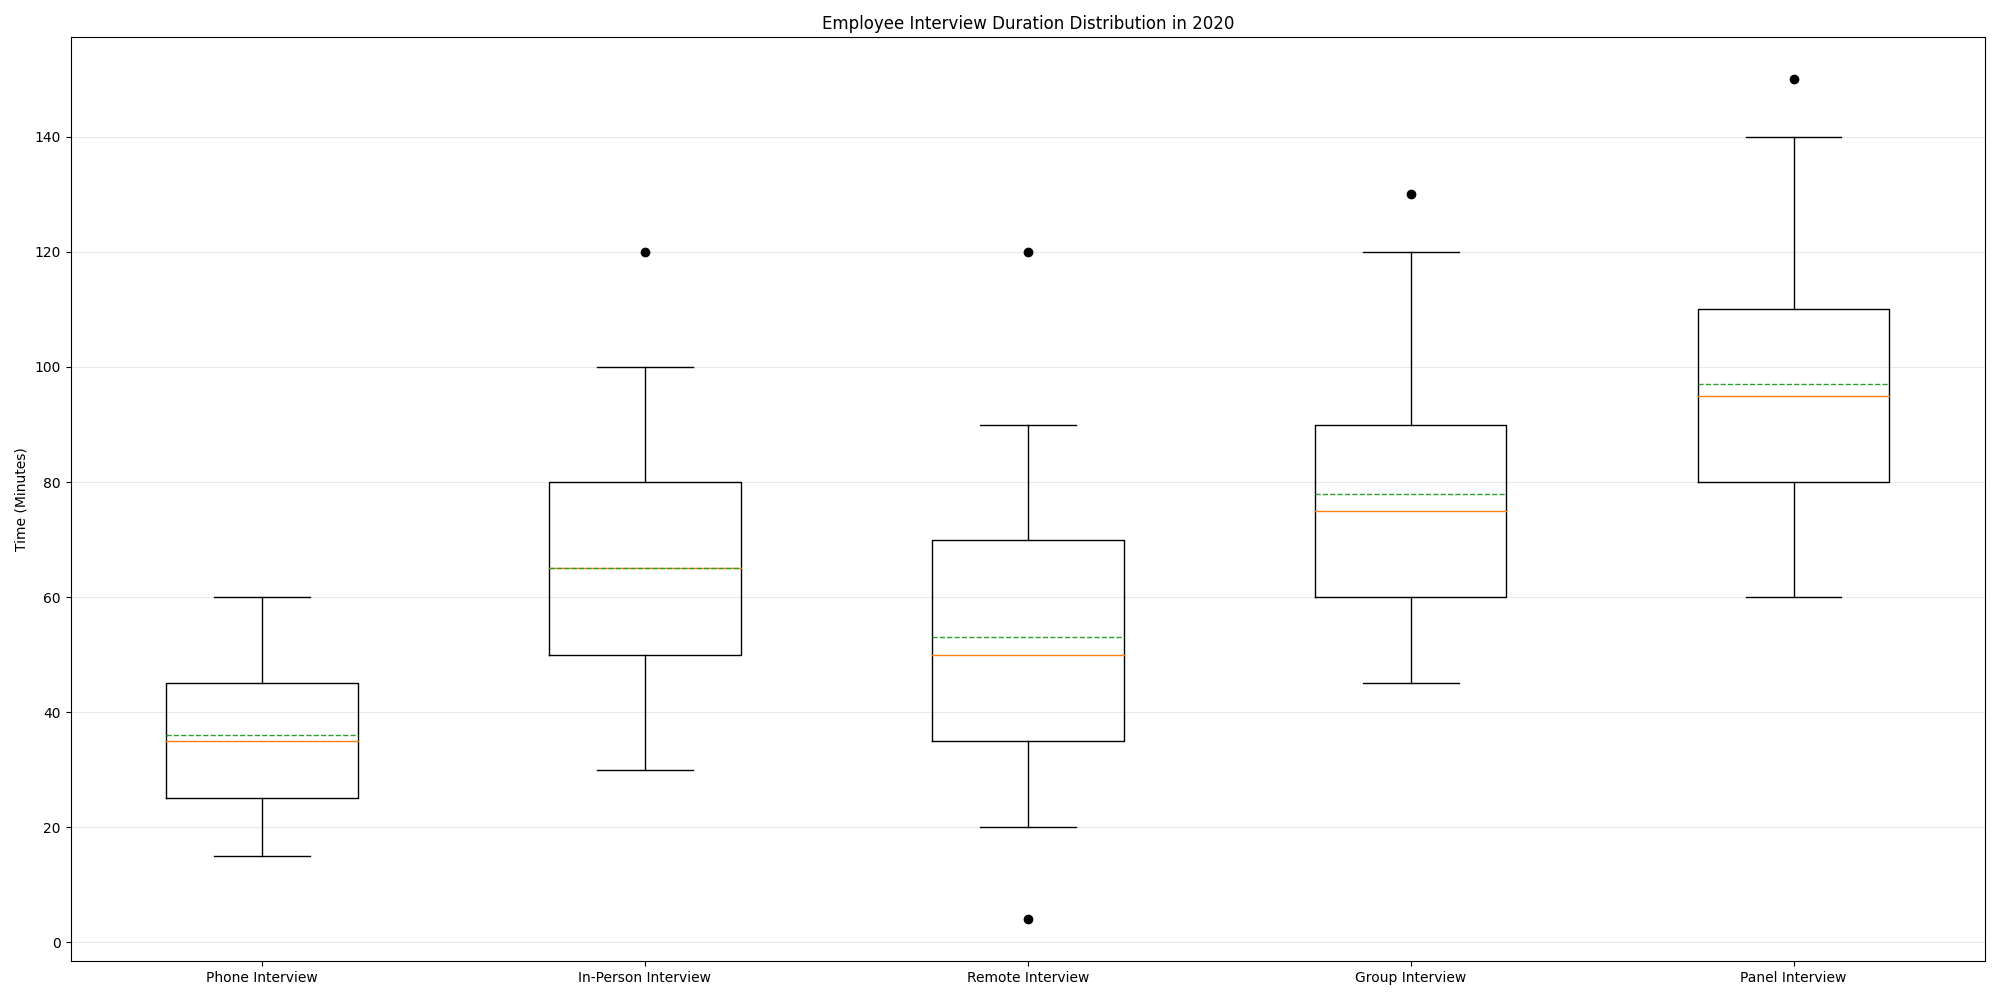 Employee Interview Duration Distribution in 2020
Time (Minutes)
140
120
100
80
60
40
20
0
Phone Interview
In-Person Interview
Remote Interview
Group Interview
Panel Interview